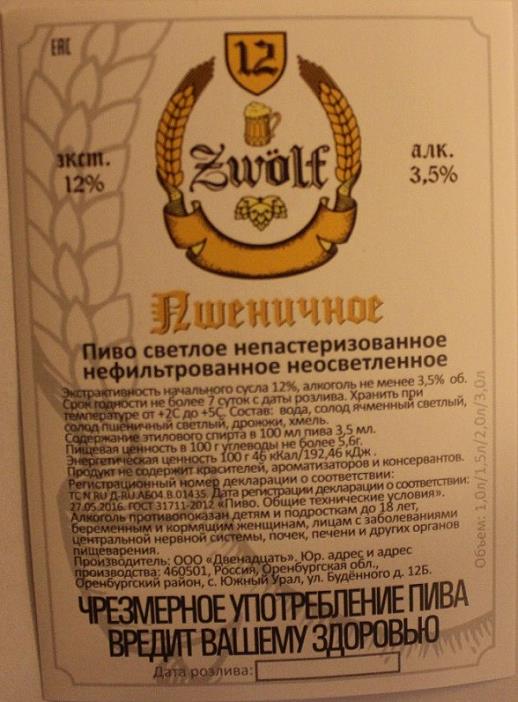 EAC
12
Zwölf
экст.
12%
алк.
3,5%
Пшеничное
Пиво светлое непастеризованное
нефильтрованное неосветленное
Экстрактивность начального сусла 12%, алкоголь не менее 3,5% об.
Срок годности не более 7 суток с даты розлива. Хранить при
температуре от +2С до +5С. Состав: вода, солод ячменный светлый,
солод пшеничный светлый, дрожжи, хмель.
Содержание этилового спирта в 100 мл пива 3,5 мл.
Пищевая ценность в 100 г углеводы не более 5,6г.
Энергетическая ценность 100 г 46 кКал/192,46 кДж .
Продукт не содержит красителей, ароматизаторов и консервантов.
Регистрационный номер декларации о соответствии:
ТС N RU Д-RU.АБ04.В.01435. Дата регистрации декларации о соответствии:
27.05.2016. ГОСТ 31711-2012 «Пиво. Общие технические условия».
Алкоголь противопоказан детям и подросткам до 18 лет,
беременным и кормящим женщинам, лицам с заболеваниями
центральной нервной системы, почек, печени и других органов
пищеварения.
Производитель: ООО «Двенадцать». Юр. адрес и адрес
производства: 460501, Россия, Оренбургская обл.,
Оренбургский район, с. Южный Урал, ул. Будённого д. 12Б.
Объем: 1,0л/1,5л/2,0л/3,0л
ЧРЕЗМЕРНОЕ УПОТРЕБЛЕНИЕ ПИВА
ВРЕДИТ ВАШЕМУ ЗДОРОВЬЮ
Дата розлива: